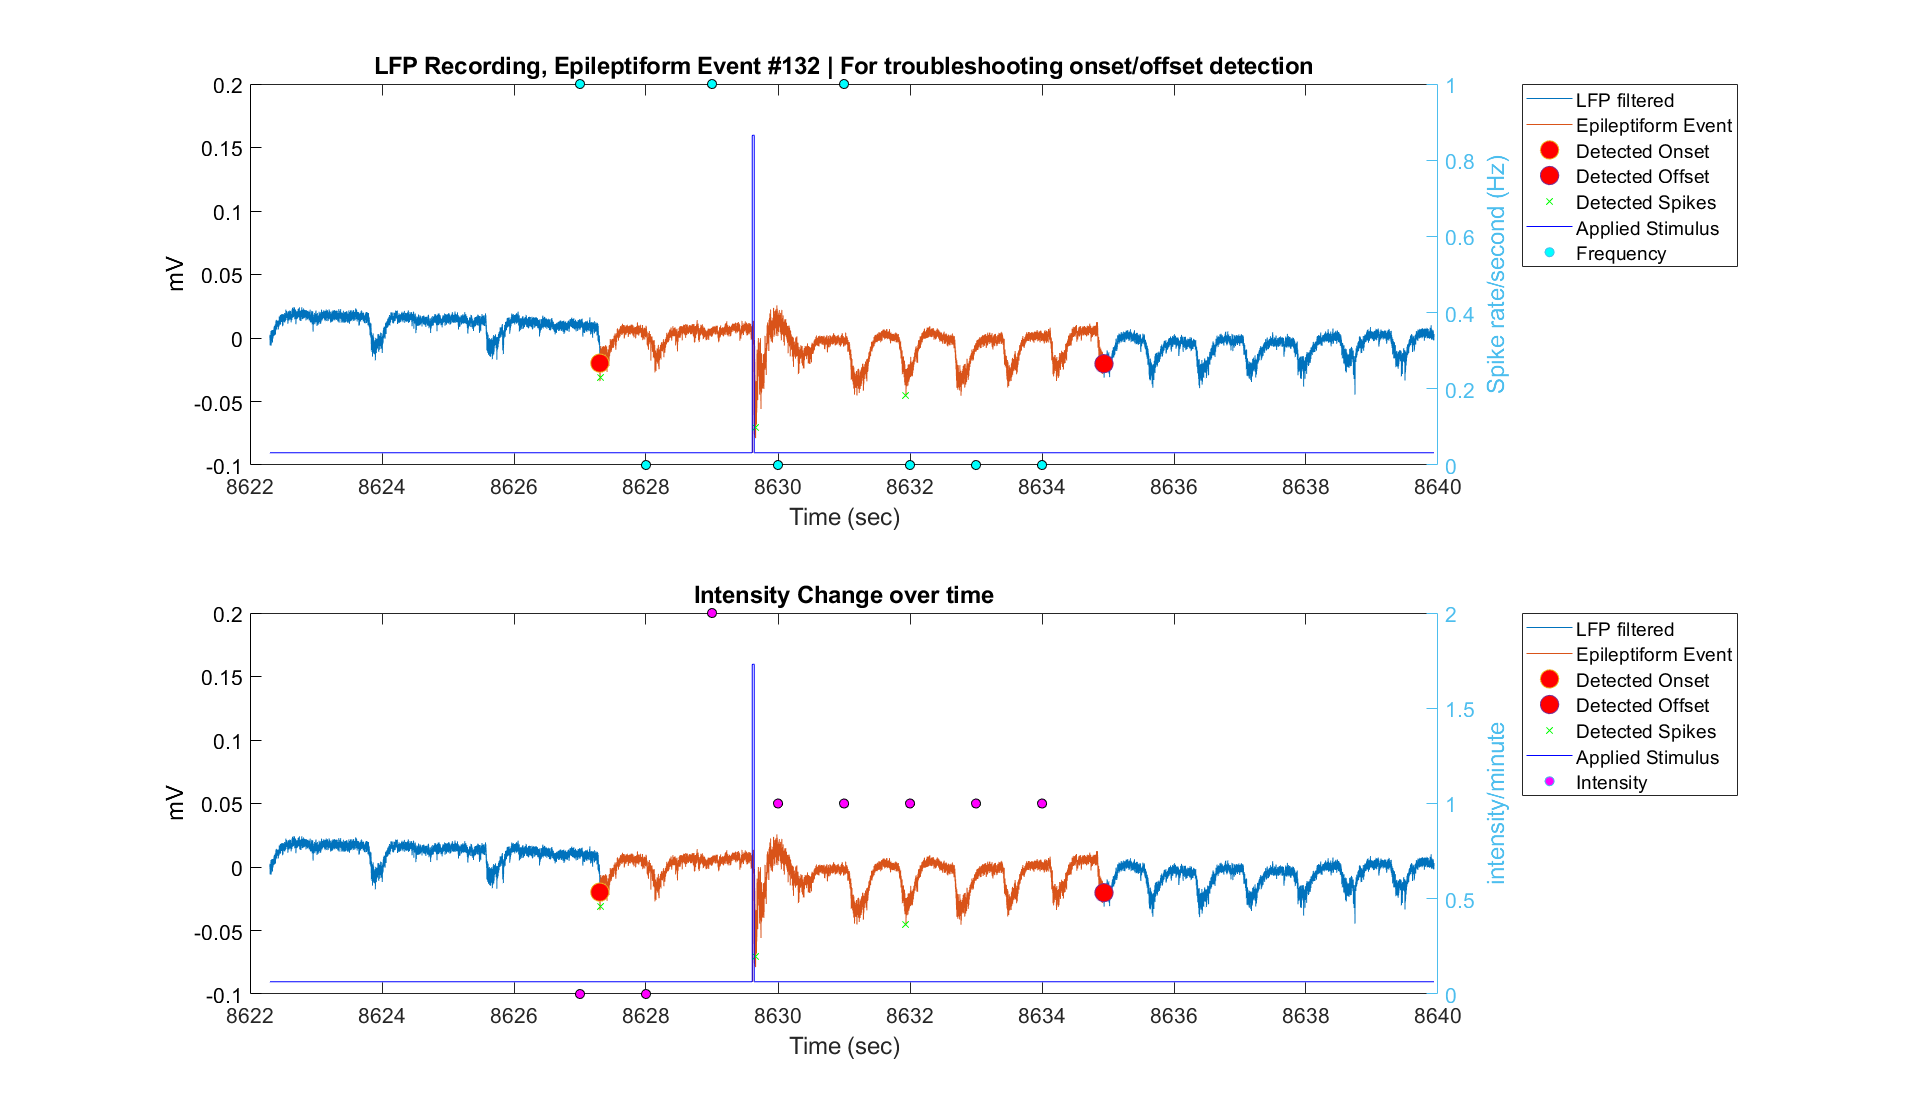 LFP Recording, Epileptiform Event #132 | For troubleshooting onset/offset detection
0.2
0.15
0.1
0.05
0
-0.05
-0.1
mV
1
0.8
0.6
0.4
0.2
0
Spike rate/second (Hz)
8622 8624 8626 8628 8630 8632 8634 8636 8638 8640
Time (sec)
LFP filtered
Epileptiform Event
Detected Onset
Detected Offset
Detected Spikes
Applied Stimulus
Frequency
Intensity Change over time
0.2
0.15
0.1
0.05
0
-0.05
-0.1
mV
2
1.5
1
0.5
0
intensity/minute
8622 8624 8626 8628 8630 8632 8634 8636 8638 8640
Time (sec)
LFP filtered
Epileptiform Event
Detected Onset
Detected Offset
Detected Spikes
Applied Stimulus
Intensity